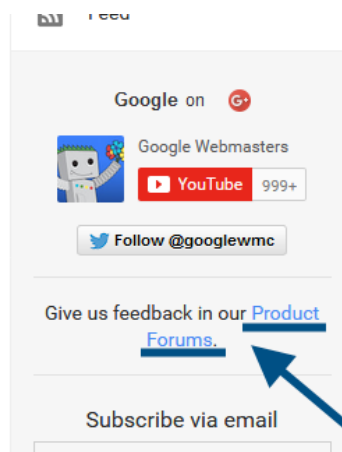 Feed
Google on
Google Webmasters
YouTube 999+
Follow @googlewmc
Give us feedback in our Product
Forums.
Subscribe via email